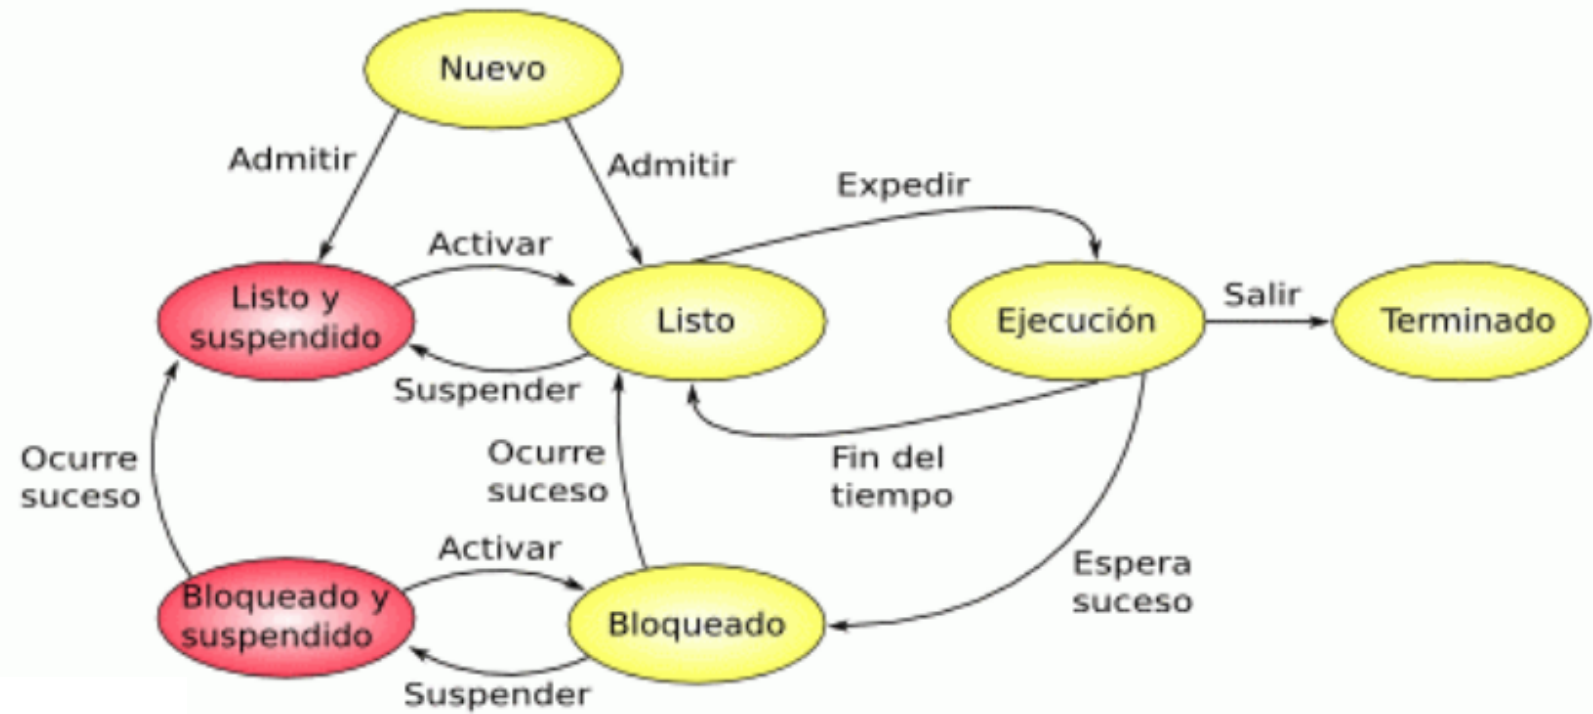 Nuevo
Admitir
Admitir
Expedir
Activar
Salir
Listo y
suspendido
Listo
Ejecución
Terminado
Suspender
Ocurre
suceso
Ocurre
suceso
Fin del
tiempo
Activar
Espera
suceso
Bloqueado y
suspendido
Bloqueado
Suspender